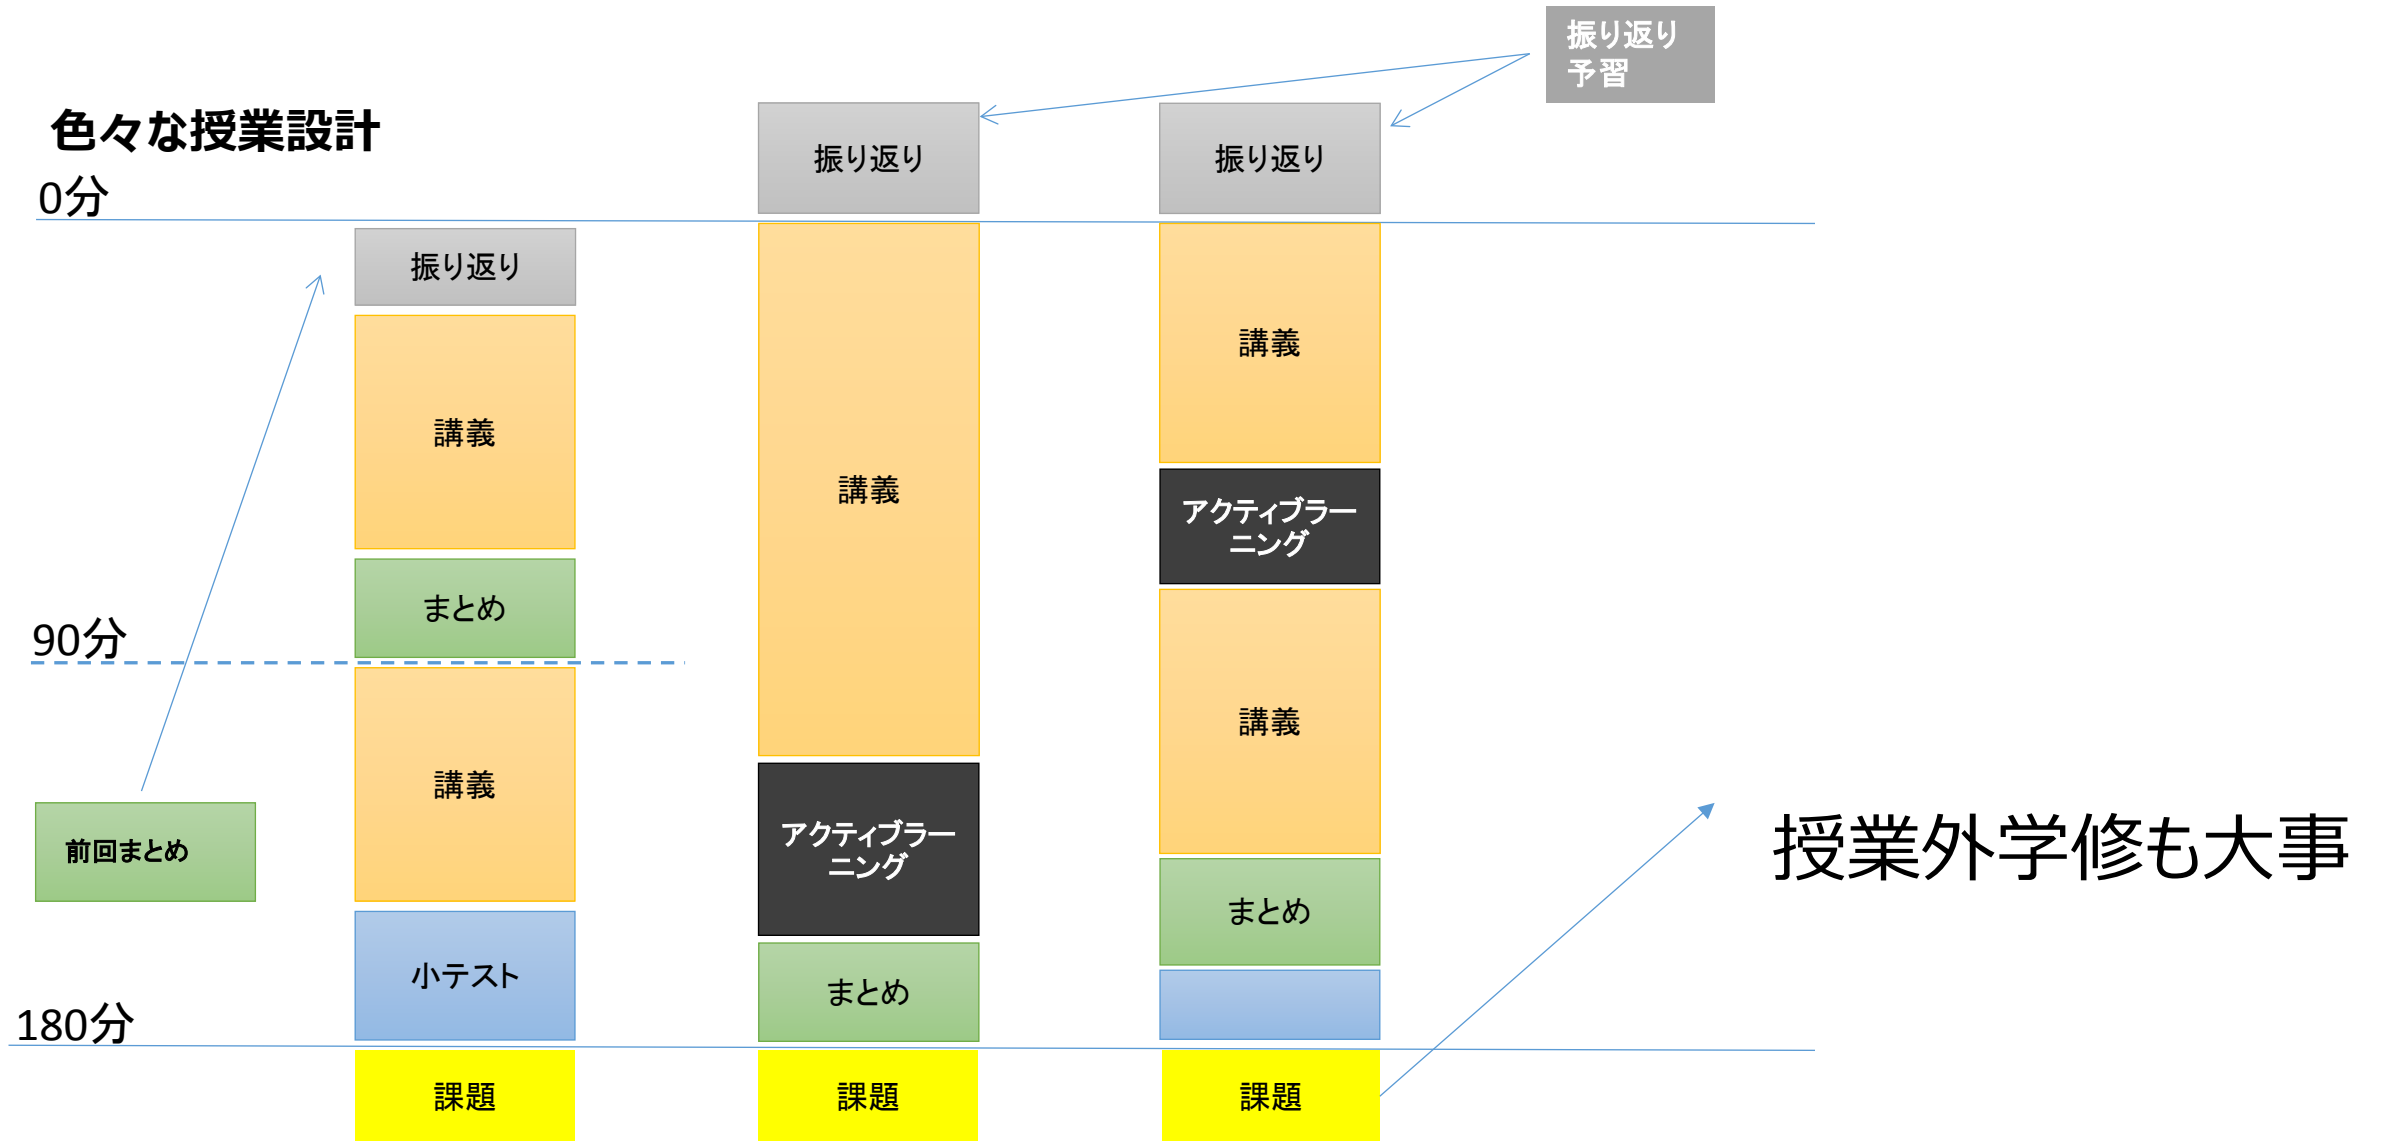 振り返り
予習
色々な授業設計
0分
90分
180分
前回まとめ
振り返り
講義
まとめ
講義
小テスト
課題
振り返り
講義
アクティブラー
ニング
まとめ
課題
振り返り
講義
アクティブラー
ニング
講義
まとめ
課題
授業外学修も大事